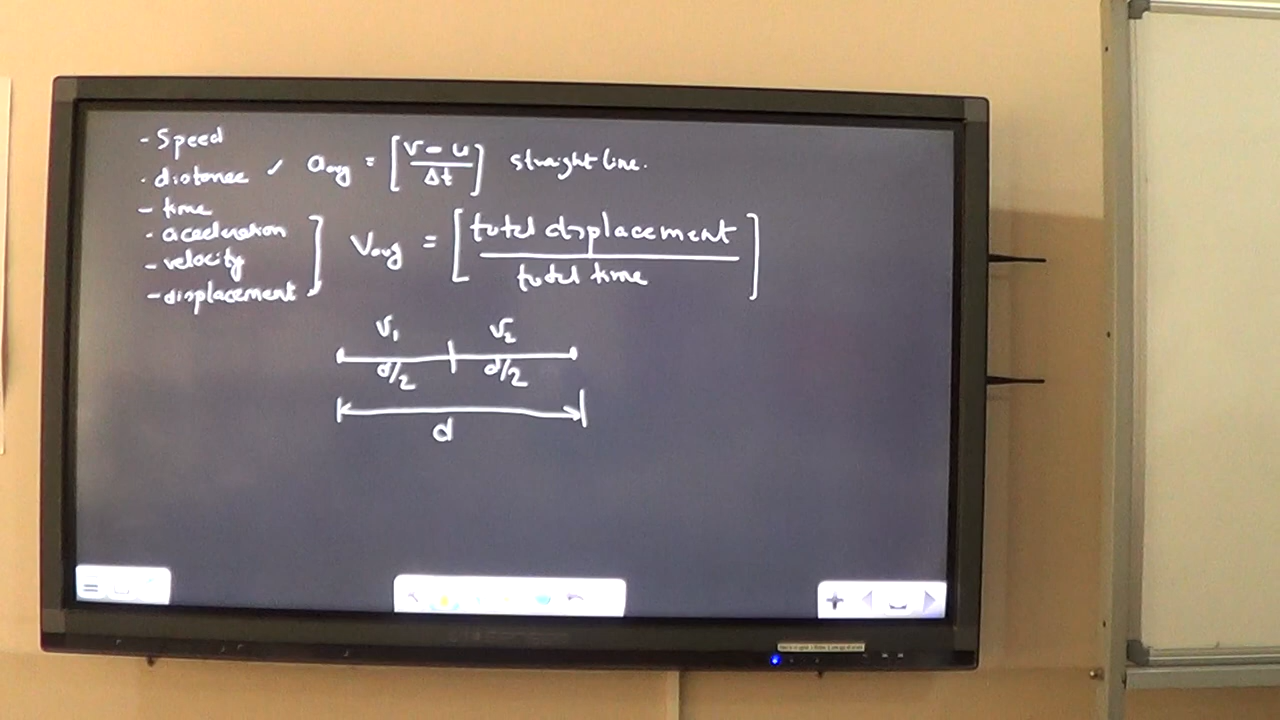 - Speed
- distance ✓ a_avg = [v - u / Δt] straight line.
- time
- acceleration
- velocity
- displacement
V_avg = [total displacement / total time]
v₁ v₂
d/2 d/2
d